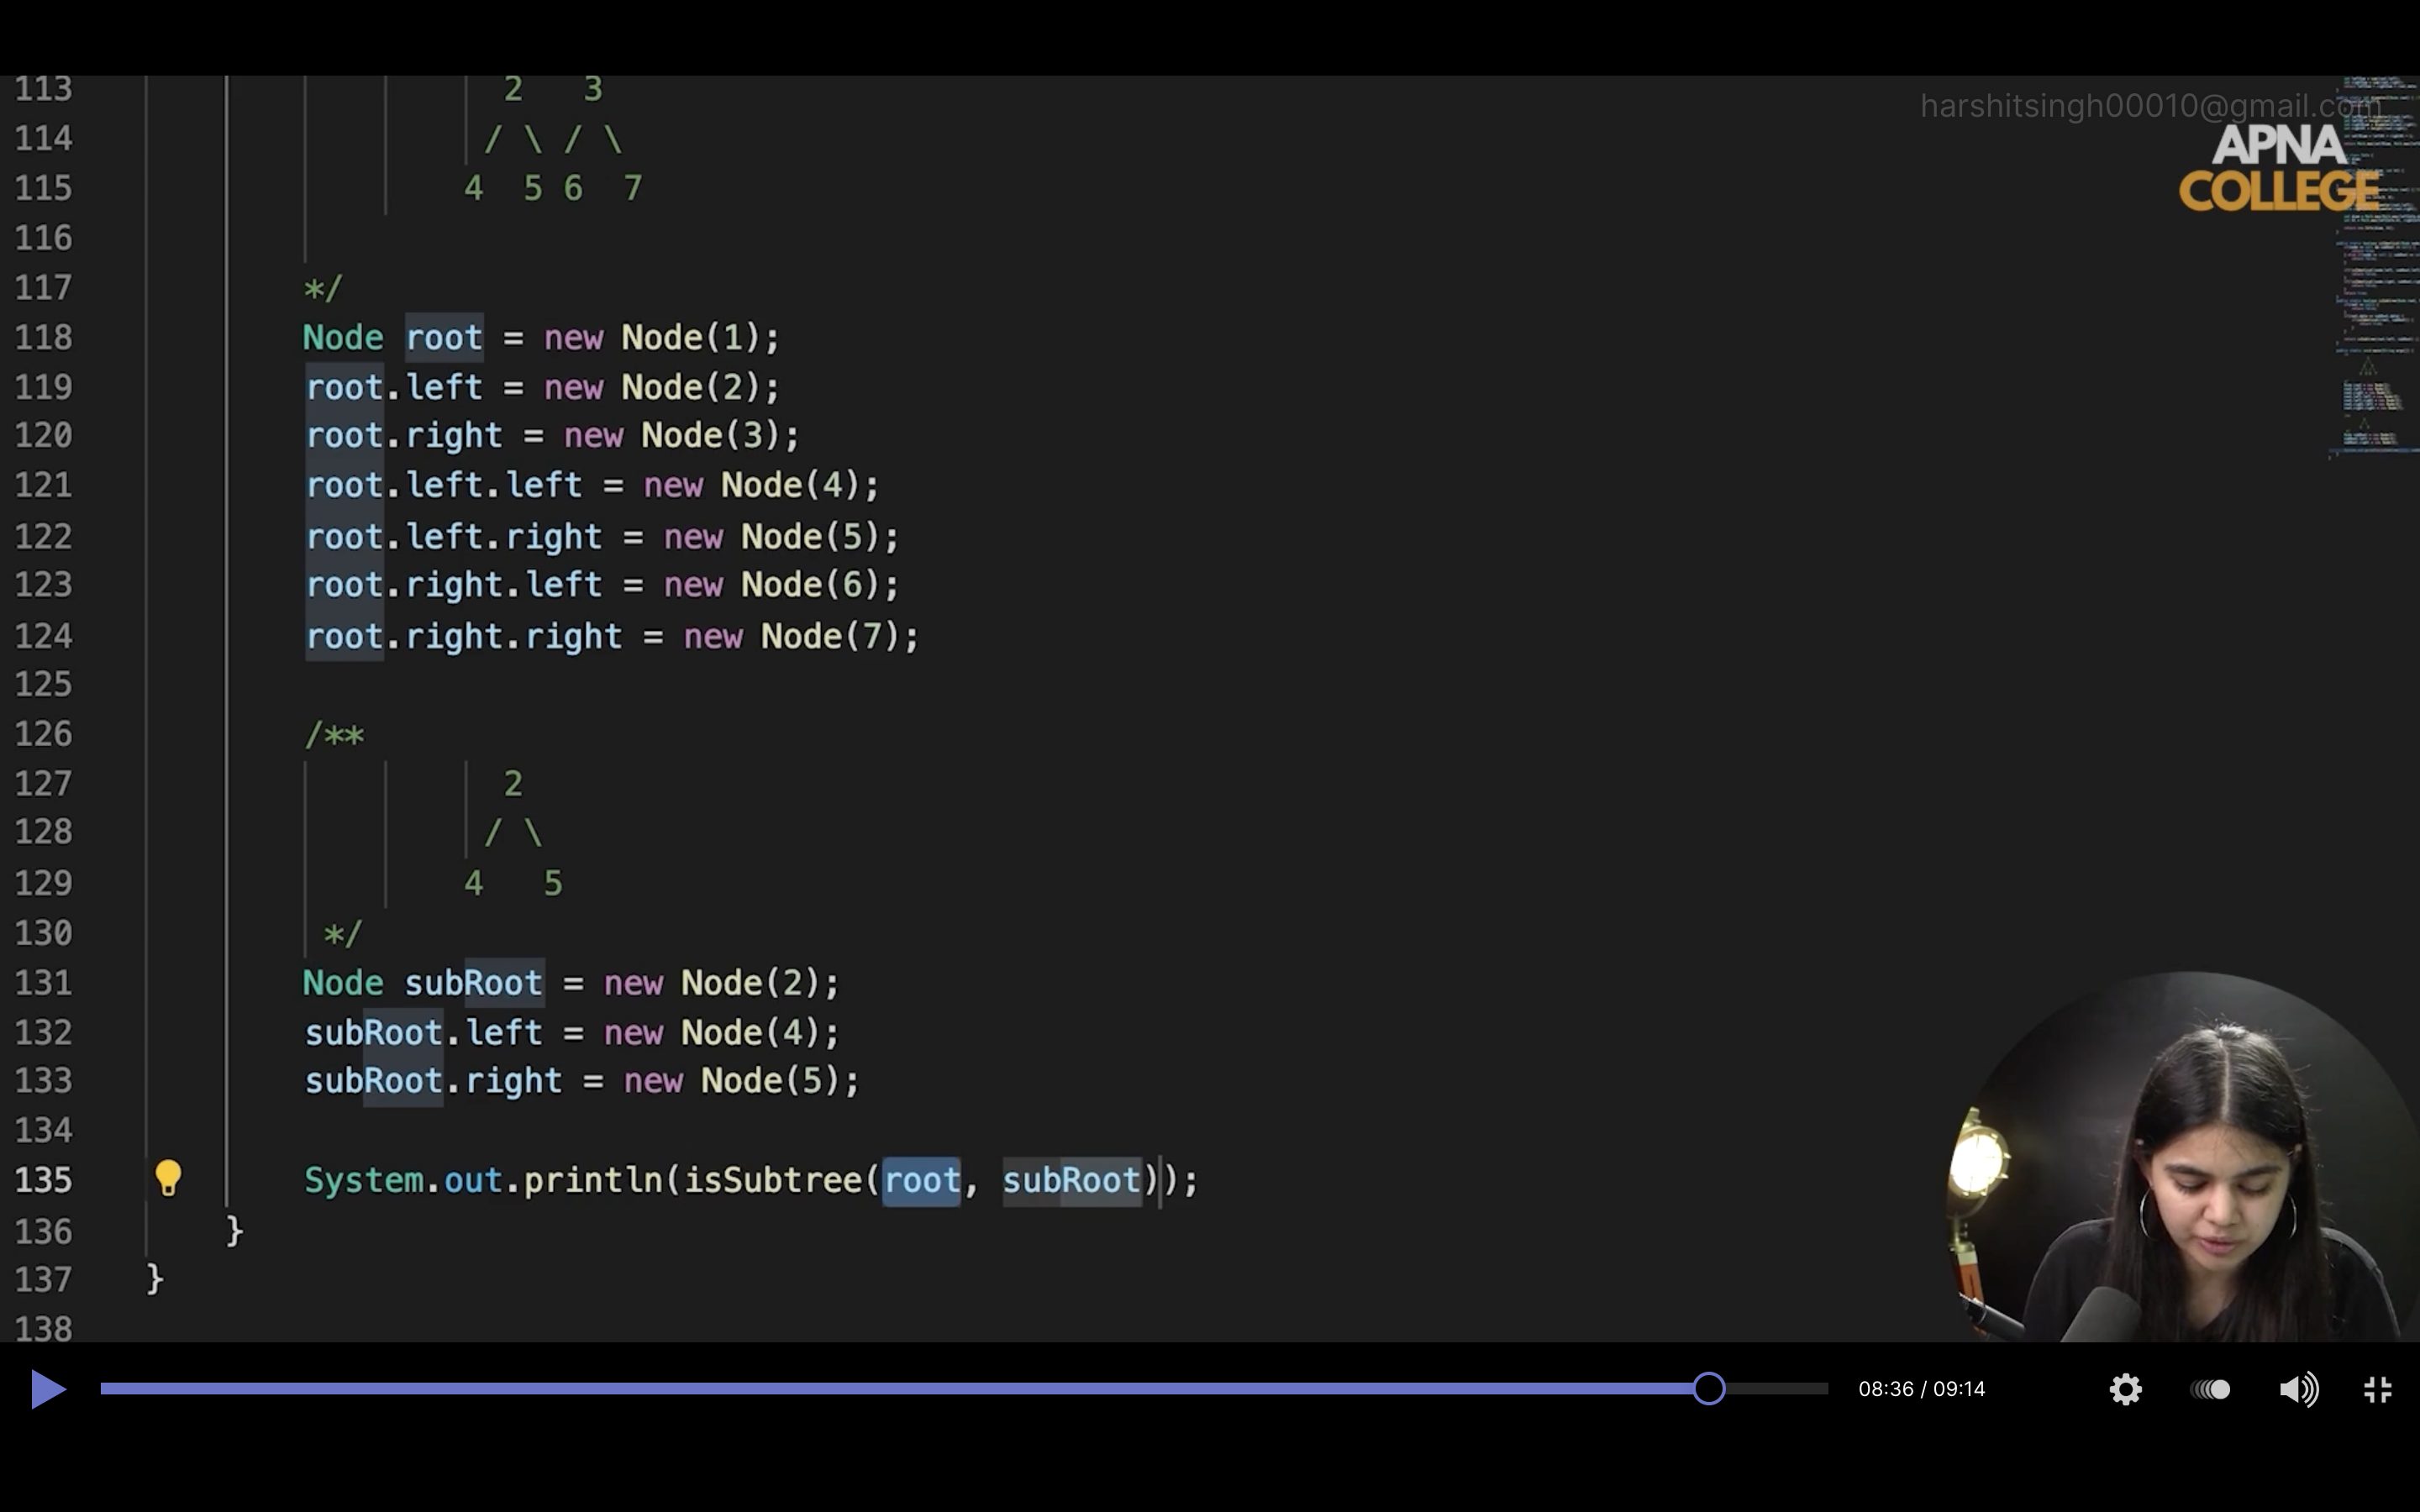 113 2 3
harshitsingh00010@gmail.com
114 / \ / \
APNA
COLLEGE
115 4 5 6 7
116
117 */
118 Node root = new Node(1);
119 root.left = new Node(2);
120 root.right = new Node(3);
121 root.left.left = new Node(4);
122 root.left.right = new Node(5);
123 root.right.left = new Node(6);
124 root.right.right = new Node(7);
125
126 /**
127 2
128 / \
129 4 5
130 */
131 Node subRoot = new Node(2);
132 subRoot.left = new Node(4);
133 subRoot.right = new Node(5);
134
135 System.out.println(isSubtree(root, subRoot));
136 }
137 }
138
08:36 / 09:14